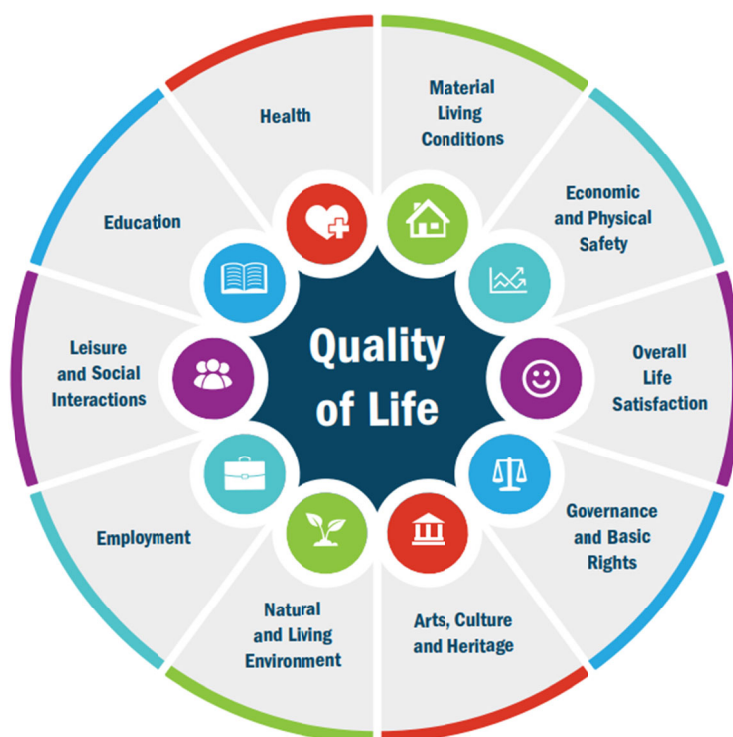 Quality
of Life
Health
Material
Living
Conditions
Economic
and Physical
Safety
Overall
Life
Satisfaction
Governance
and Basic
Rights
Arts, Culture
and Heritage
Natural
and Living
Environment
Employment
Leisure
and Social
Interactions
Education